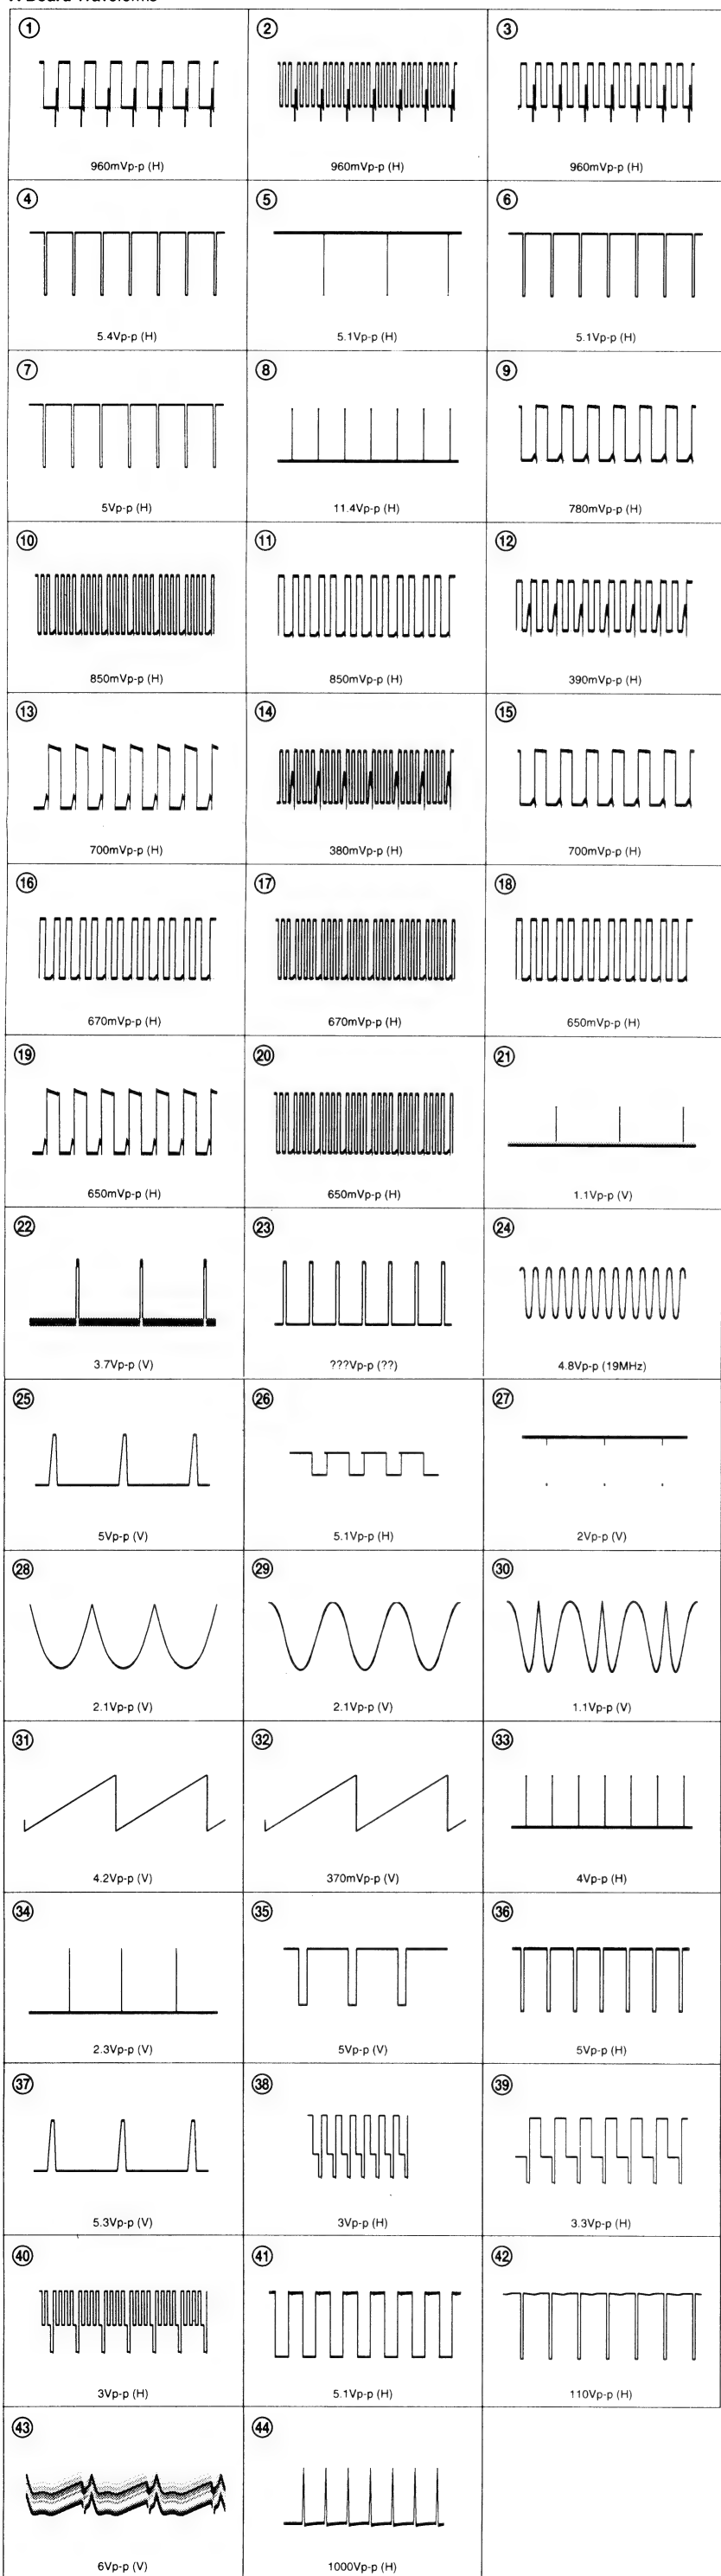 Board Waveforms
①
960mVp-p (H)
②
960mVp-p (H)
③
960mVp-p (H)
④
5.4Vp-p (H)
⑤
5.1Vp-p (H)
⑥
5.1Vp-p (H)
⑦
5Vp-p (H)
⑧
11.4Vp-p (H)
⑨
780mVp-p (H)
⑩
850mVp-p (H)
⑪
850mVp-p (H)
⑫
390mVp-p (H)
⑬
700mVp-p (H)
⑭
380mVp-p (H)
⑮
700mVp-p (H)
⑯
670mVp-p (H)
⑰
670mVp-p (H)
⑱
650mVp-p (H)
⑲
650mVp-p (H)
⑳
650mVp-p (H)
㉑
1.1Vp-p (V)
㉒
3.7Vp-p (V)
㉓
???Vp-p (??)
㉔
4.8Vp-p (19MHz)
㉕
5Vp-p (V)
㉖
5.1Vp-p (H)
㉗
2Vp-p (V)
㉘
2.1Vp-p (V)
㉙
2.1Vp-p (V)
㉚
1.1Vp-p (V)
㉛
4.2Vp-p (V)
㉜
370mVp-p (V)
㉝
4Vp-p (H)
㉞
2.3Vp-p (V)
㉟
5Vp-p (V)
㊱
5Vp-p (H)
㊲
5.3Vp-p (V)
㊳
3Vp-p (H)
㊴
3.3Vp-p (H)
㊵
3Vp-p (H)
㊶
5.1Vp-p (H)
㊷
110Vp-p (H)
㊸
6Vp-p (V)
㊹
1000Vp-p (H)